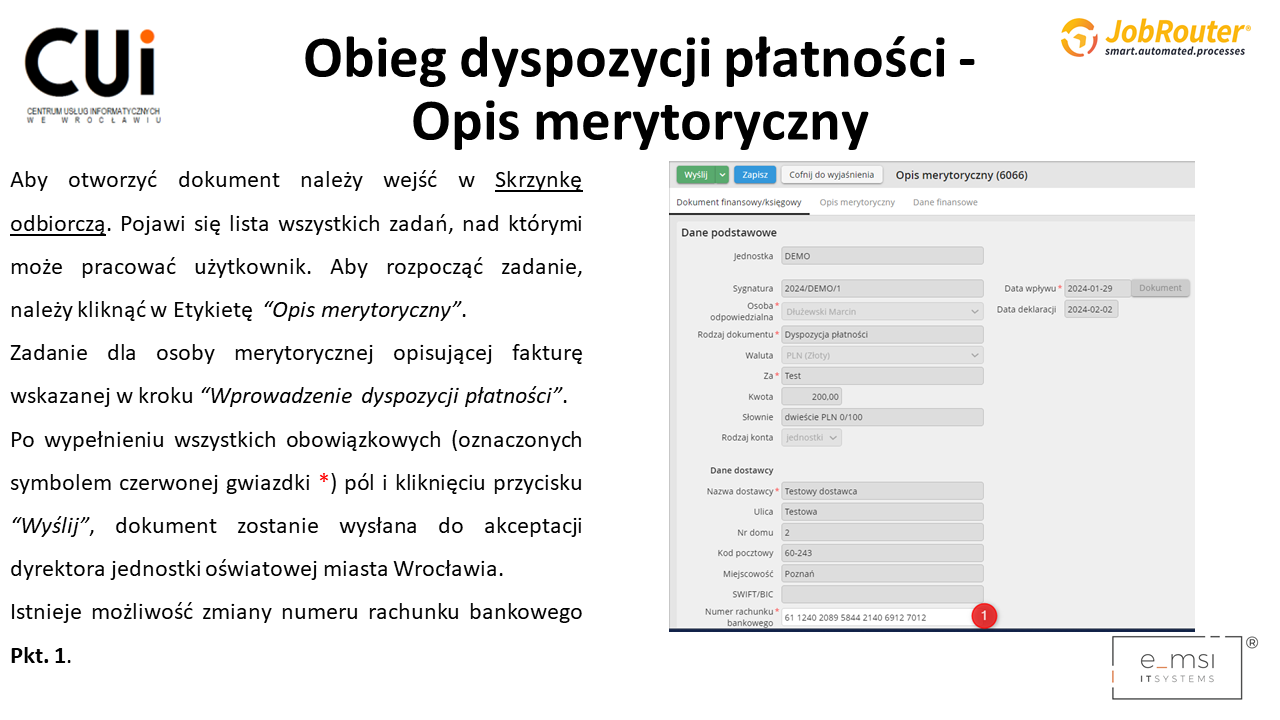 CUi
CENTRUM USŁUG INFORMATYCZNYCH
WE WROCŁAWIU
Obieg dyspozycji płatności -
Opis merytoryczny
JobRouter®
smart.automated.processes
Aby otworzyć dokument należy wejść w Skrzynkę
odbiorczą. Pojawi się lista wszystkich zadań, nad którymi
może pracować użytkownik. Aby rozpocząć zadanie,
należy kliknąć w Etykietę “Opis merytoryczny”.
Zadanie dla osoby merytorycznej opisującej fakturę
wskazanej w kroku “Wprowadzenie dyspozycji płatności”.
Po wypełnieniu wszystkich obowiązkowych (oznaczonych
symbolem czerwonej gwiazdki *) pól i kliknięciu przycisku
“Wyślij”, dokument zostanie wysłana do akceptacji
dyrektora jednostki oświatowej miasta Wrocławia.
Istnieje możliwość zmiany numeru rachunku bankowego
Pkt. 1.
Wyślij Zapisz Cofnij do wyjaśnienia Opis merytoryczny (6066)
Dokument finansowy/księgowy Opis merytoryczny Dane finansowe
Dane podstawowe
Jednostka DEMO
Sygnatura 2024/DEMO/1 Data wpływu * 2024-01-29 Dokument
Osoba * odpowiedzialna Dłużewski Marcin Data deklaracji 2024-02-02
Rodzaj dokumentu * Dyspozycja płatności
Waluta PLN (Złoty)
Za * Test
Kwota 200.00
Słownie dwieście PLN 0/100
Rodzaj konta jednostki
Dane dostawcy
Nazwa dostawcy * Testowy dostawca
Ulica Testowa
Nr domu 2
Kod pocztowy 60-243
Miejscowość Poznań
SWIFT/BIC
Numer rachunku *
bankowego 61 1240 2089 5844 2140 6912 7012 1
e_msi ®
ITSYSTEMS